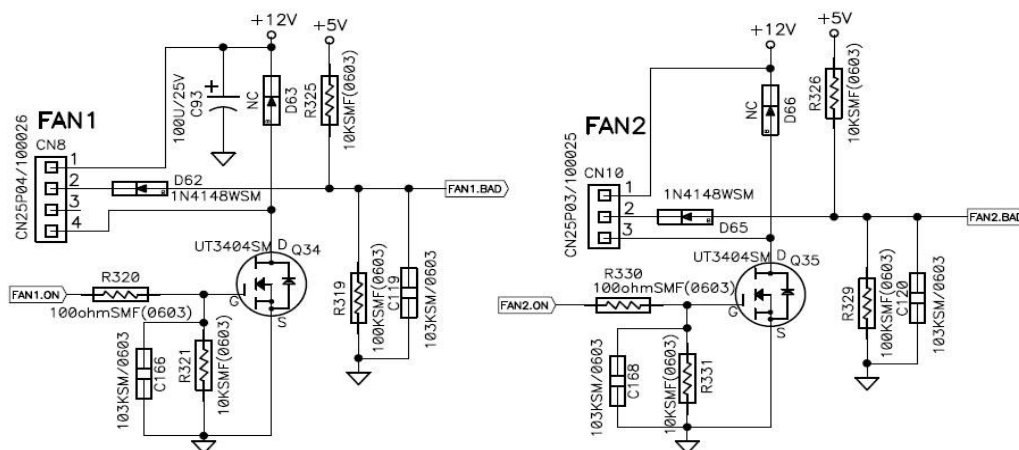 +12V
+5V
100U/25V
C93
NC
D63
R325
10KSMF(0603)
FAN1
CN8
CN25P04/100026
1
2
3
4
D62
1N4148WSM
FAN1.BAD
UT3404SM
D
Q34
G
S
R320
FAN1.ON
100ohmSMF(0603)
R319
100KSMF(0603)
C119
103KSM/0603
103KSM/0603
C166
R321
10KSMF(0603)
+12V
+5V
NC
D66
R326
10KSMF(0603)
FAN2
CN10
CN25P03/100025
1
2
3
1N4148WSM
D65
FAN2.BAD
UT3404SM
D
Q35
G
S
R330
FAN2.ON
100ohmSMF(0603)
R329
100KSMF(0603)
C120
103KSM/0603
103KSM/0603
C168
10KSMF(0603)
R331